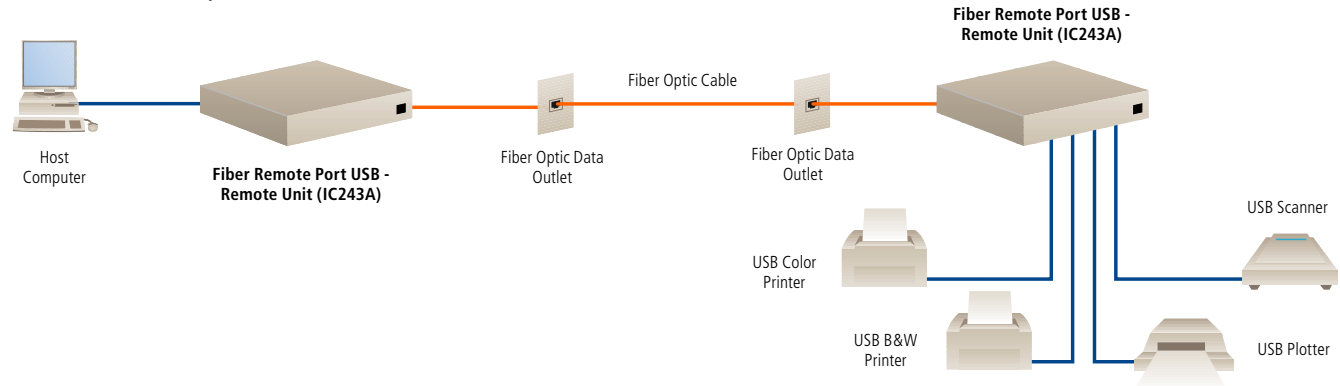 Fiber Remote Port USB -
Remote Unit (IC243A)
Fiber Optic Cable
Host
Computer
Fiber Remote Port USB -
Remote Unit (IC243A)
Fiber Optic Data
Outlet
Fiber Optic Data
Outlet
USB Scanner
USB Color
Printer
USB B&W
Printer
USB Plotter